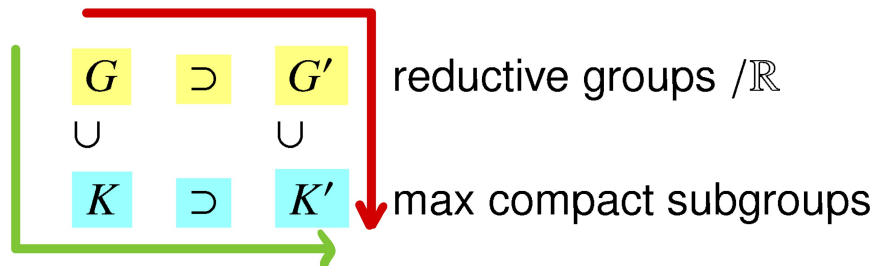 G ⊃ G′ reductive groups /ℝ
∪ ∪
K ⊃ K′ max compact subgroups